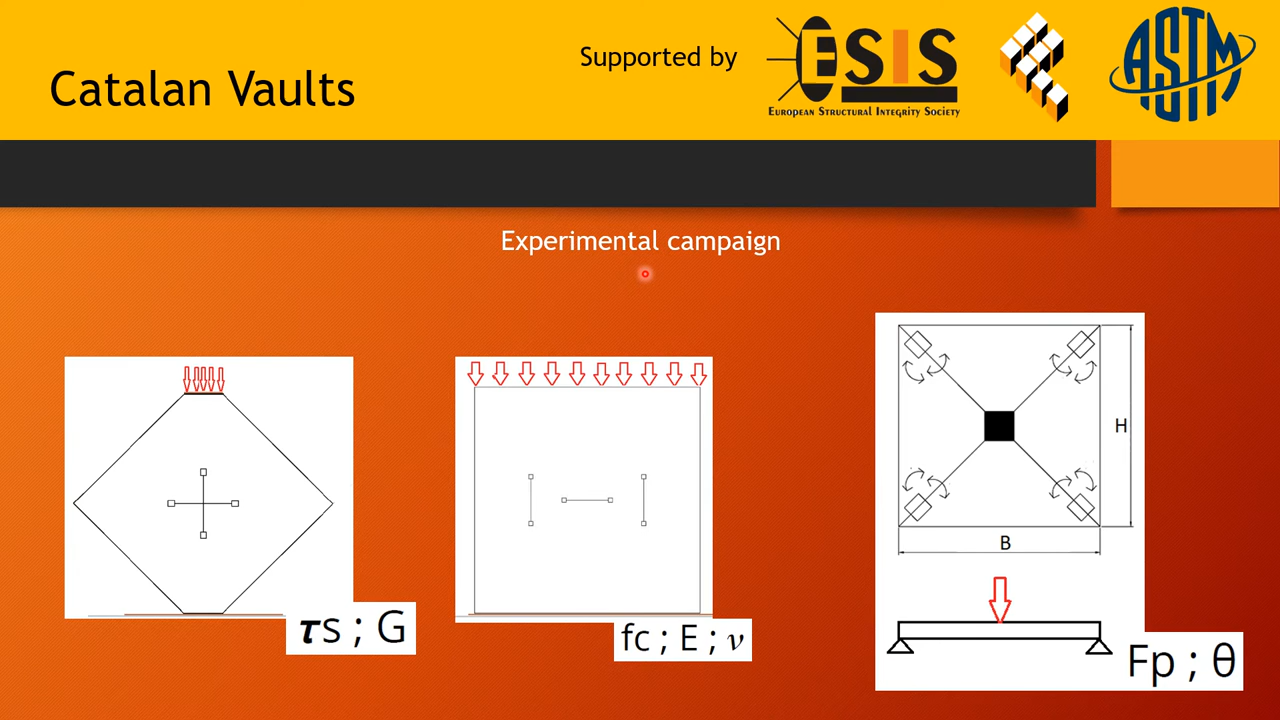 Catalan Vaults
Supported by
ESIS
European Structural Integrity Society
ASTM
Experimental campaign
τs ; G
fc ; E ; ν
H
B
Fp ; θ